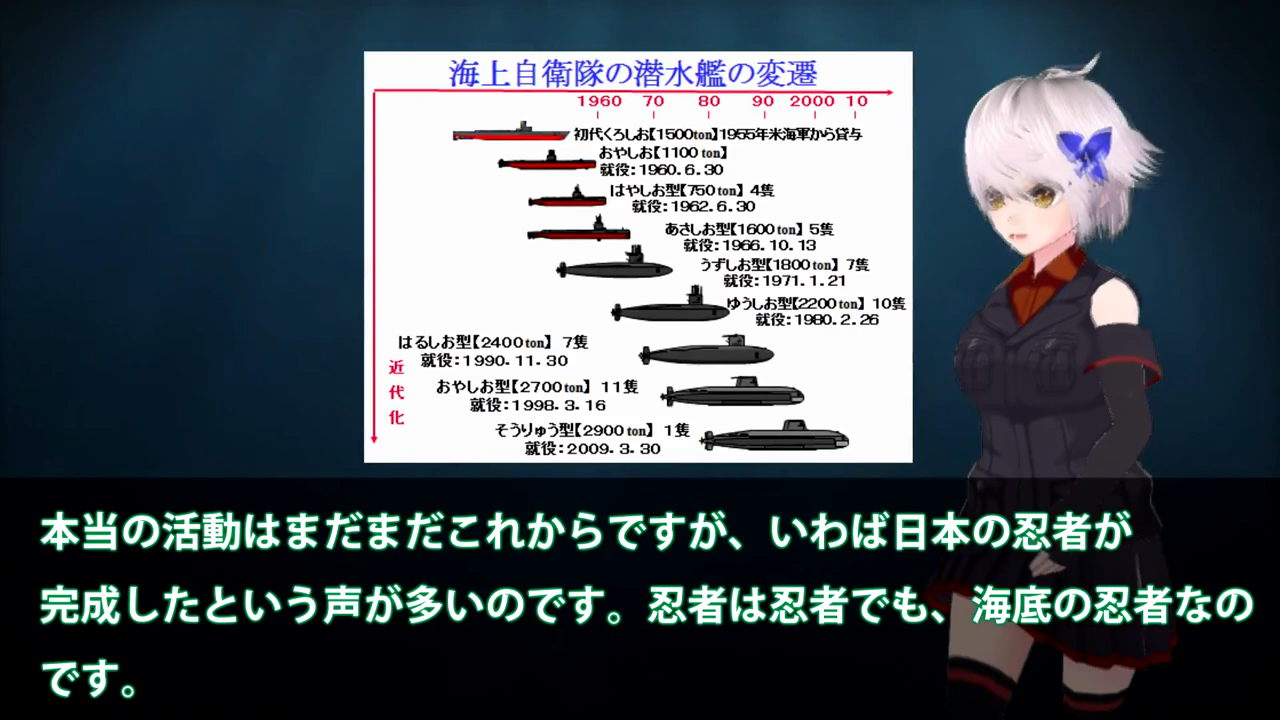 海上自衛隊の潜水艦の変遷
1960 70 80 90 2000 10
初代くろしお【1500ton】1955年米海軍から貸与
おやしお【1100 ton】
就役:1960.6.30
はやしお型【750ton】4隻
就役:1962.6.30
あさしお型【1600ton】5隻
就役:1966.10.13
うずしお型【1800ton】7隻
就役:1971.1.21
ゆうしお型【2200ton】10隻
就役:1980.2.26
はるしお型【2400ton】7隻
就役:1990.11.30
近代化
おやしお型【2700ton】11隻
就役:1998.3.16
そうりゅう型【2900ton】1隻
就役:2009.3.30
本当の活動はまだまだこれからですが、いわば日本の忍者が
完成したという声が多いのです。忍者は忍者でも、海底の忍者なの
です。